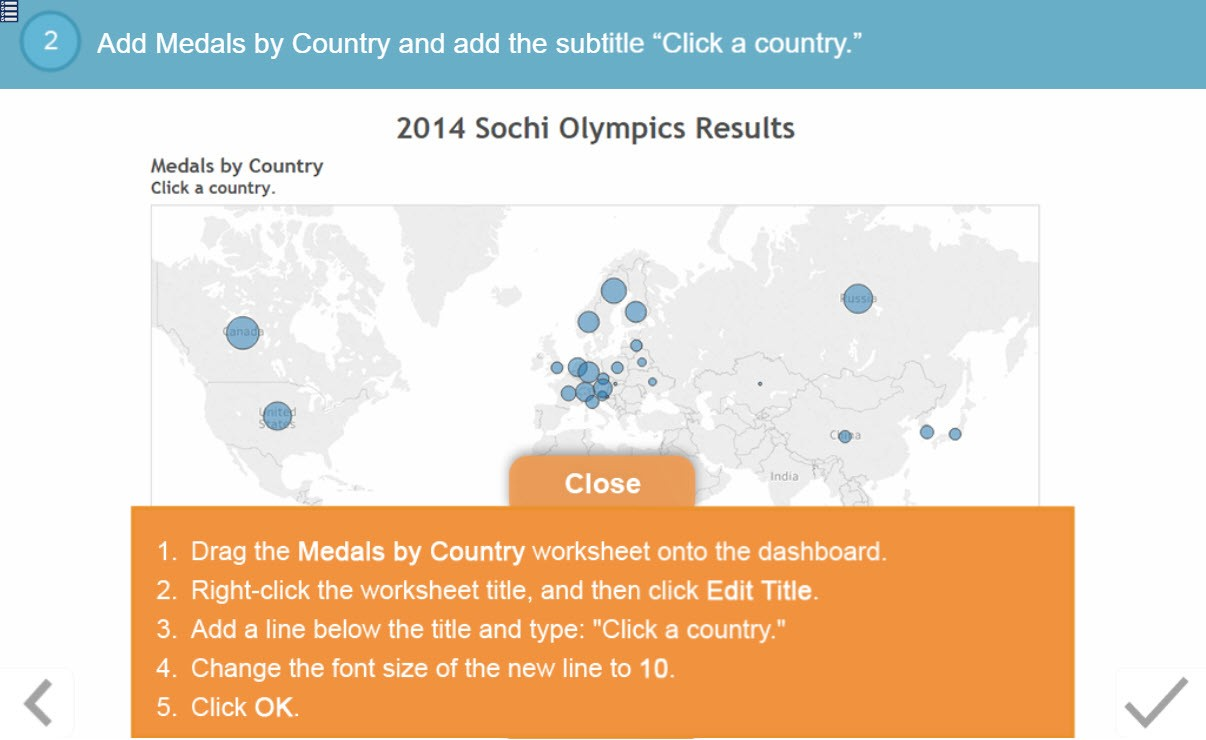 2
Add Medals by Country and add the subtitle “Click a country.”
2014 Sochi Olympics Results
Medals by Country
Click a country.
Canada
Russia
United
States
China
India
Close
1. Drag the Medals by Country worksheet onto the dashboard.
2. Right-click the worksheet title, and then click Edit Title.
3. Add a line below the title and type: "Click a country."
4. Change the font size of the new line to 10.
5. Click OK.